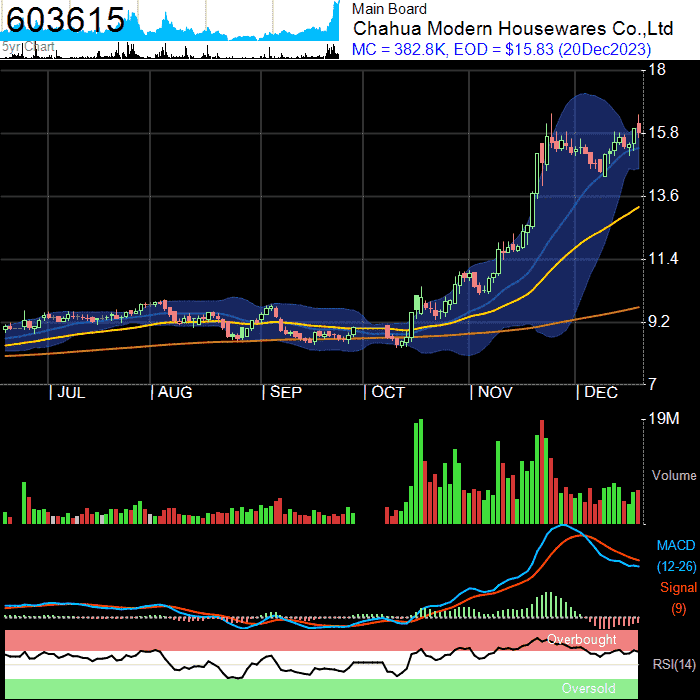 603615
5yr Chart
Main Board
Chahua Modern Housewares Co.,Ltd
MC = 382.8K, EOD = $15.83 (20Dec2023)
18
15.8
13.6
11.4
9.2
7
JUL AUG SEP OCT NOV DEC
19M
Volume
MACD
(12-26)
Signal
(9)
Overbought
RSI(14)
Oversold